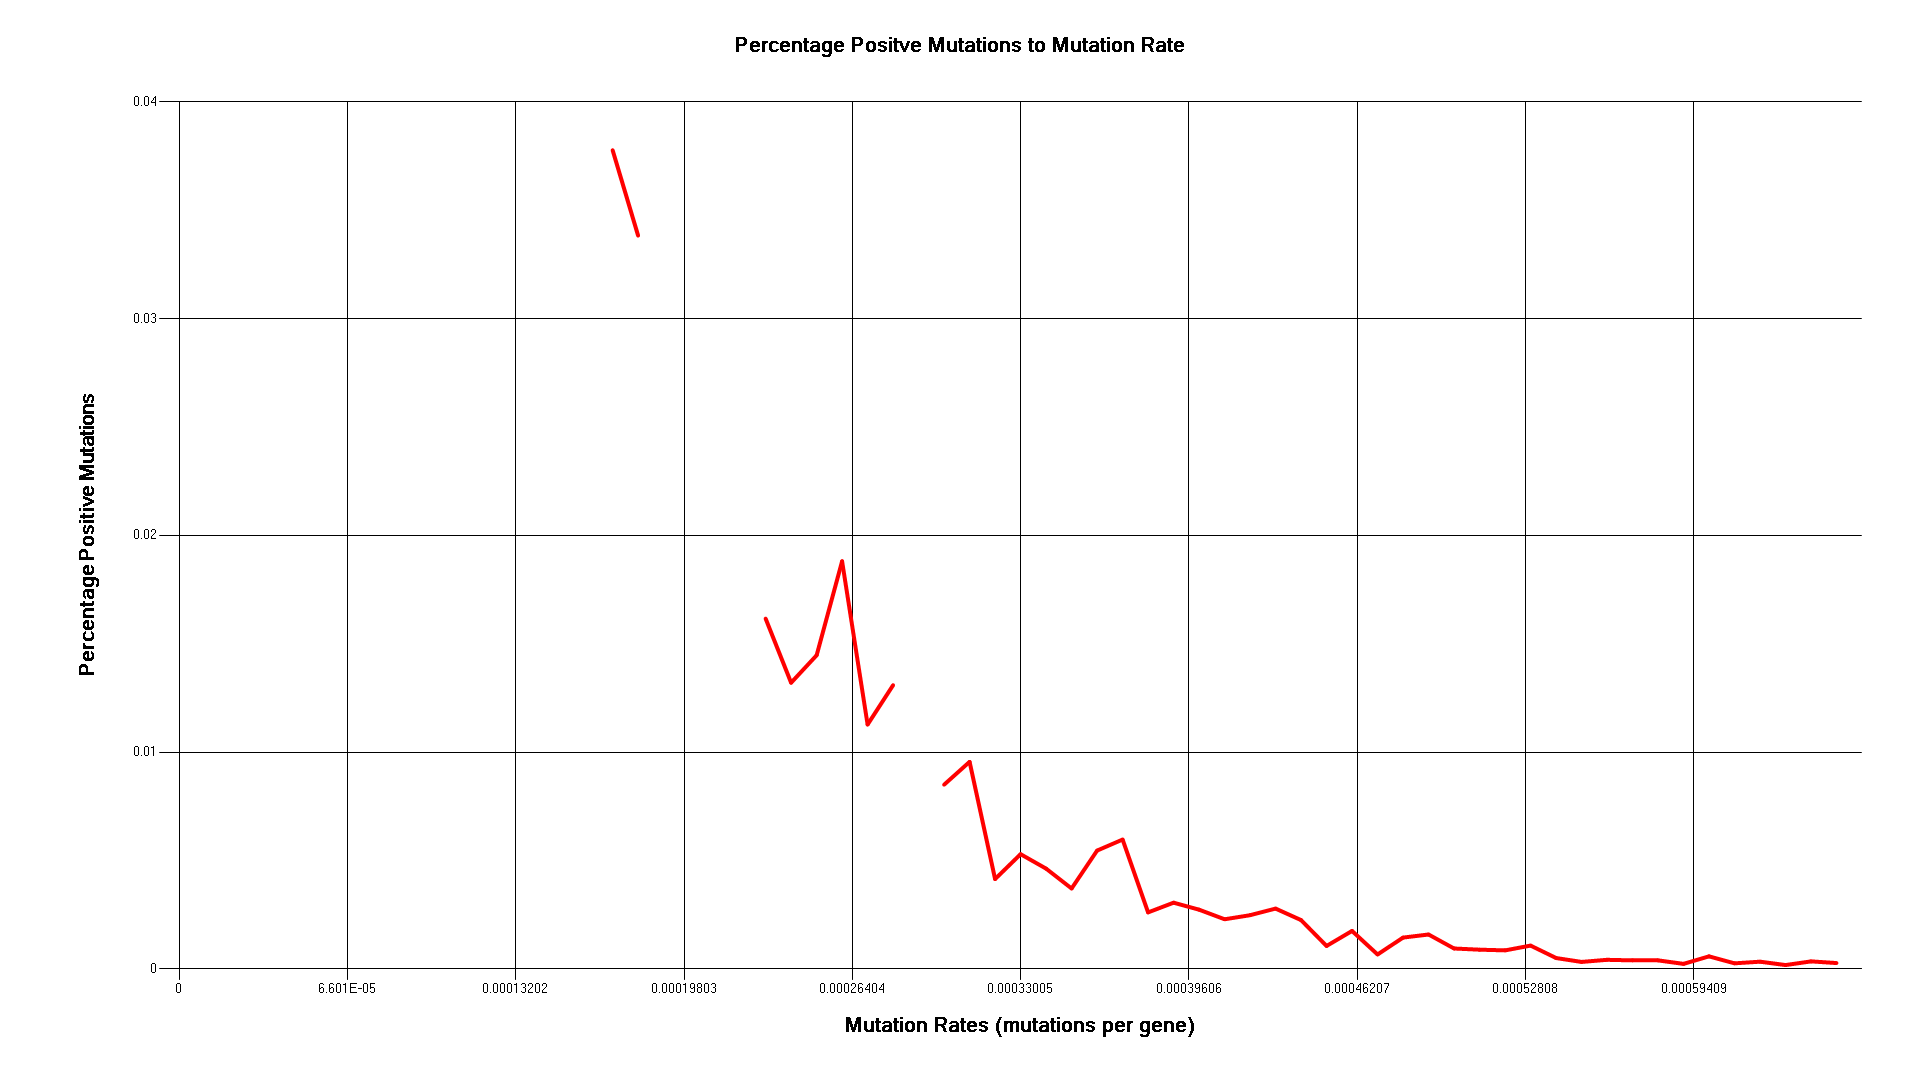 Percentage Positve Mutations to Mutation Rate
0.04
0.03
0.02
0.01
0
Percentage Positive Mutations
0 6.601E-05 0.00013202 0.00019803 0.00026404 0.00033005 0.00039606 0.00046207 0.00052808 0.00059409
Mutation Rates (mutations per gene)